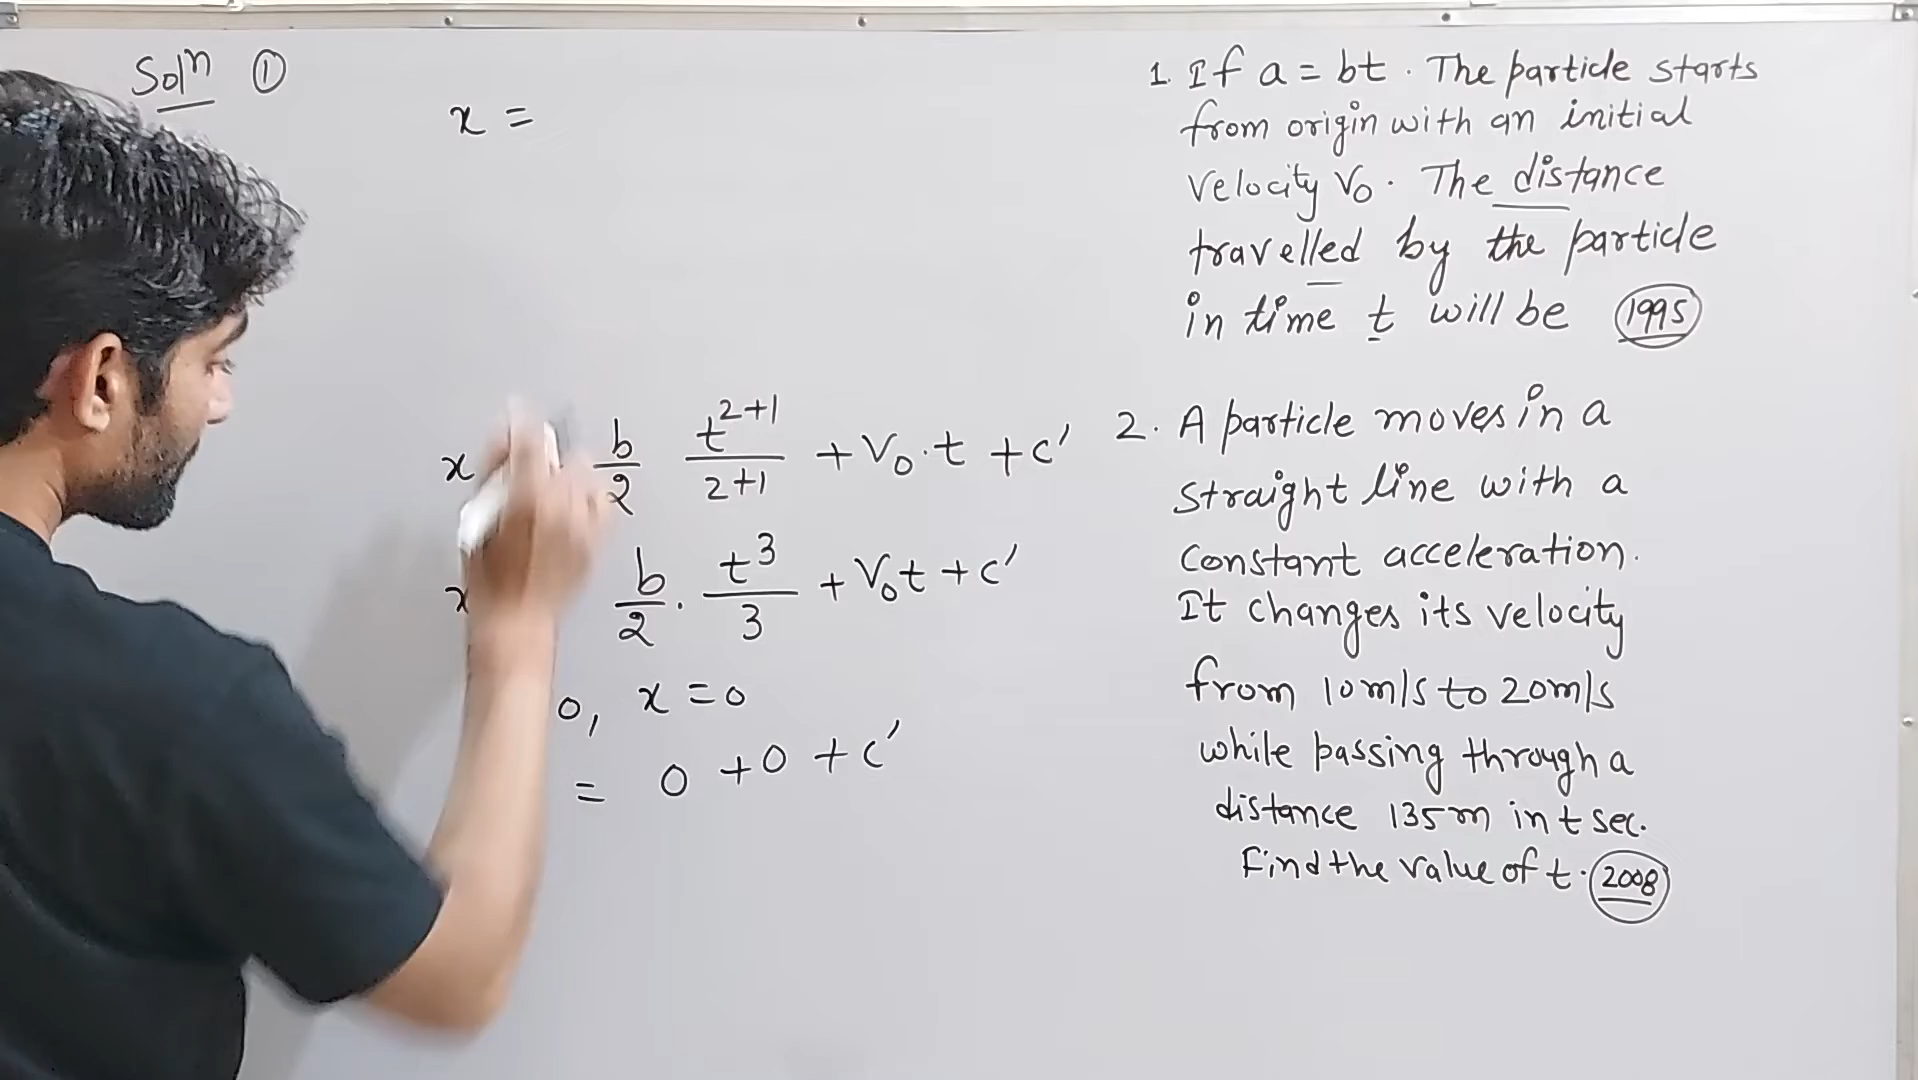 Solⁿ ①
x =
x b/2 t²⁺¹/2+1 + V₀.t + c'
x b/2 . t³/3 + V₀t + c'
0, x = 0
= 0 + 0 + c'
1. If a = bt. The particle starts
from origin with an initial
velocity V₀. The distance
travelled by the particle
in time t will be 1995
2. A particle moves in a
straight line with a
constant acceleration.
It changes its velocity
from 10m/s to 20m/s
while passing through a
distance 135m in t sec.
Find the value of t. 2008